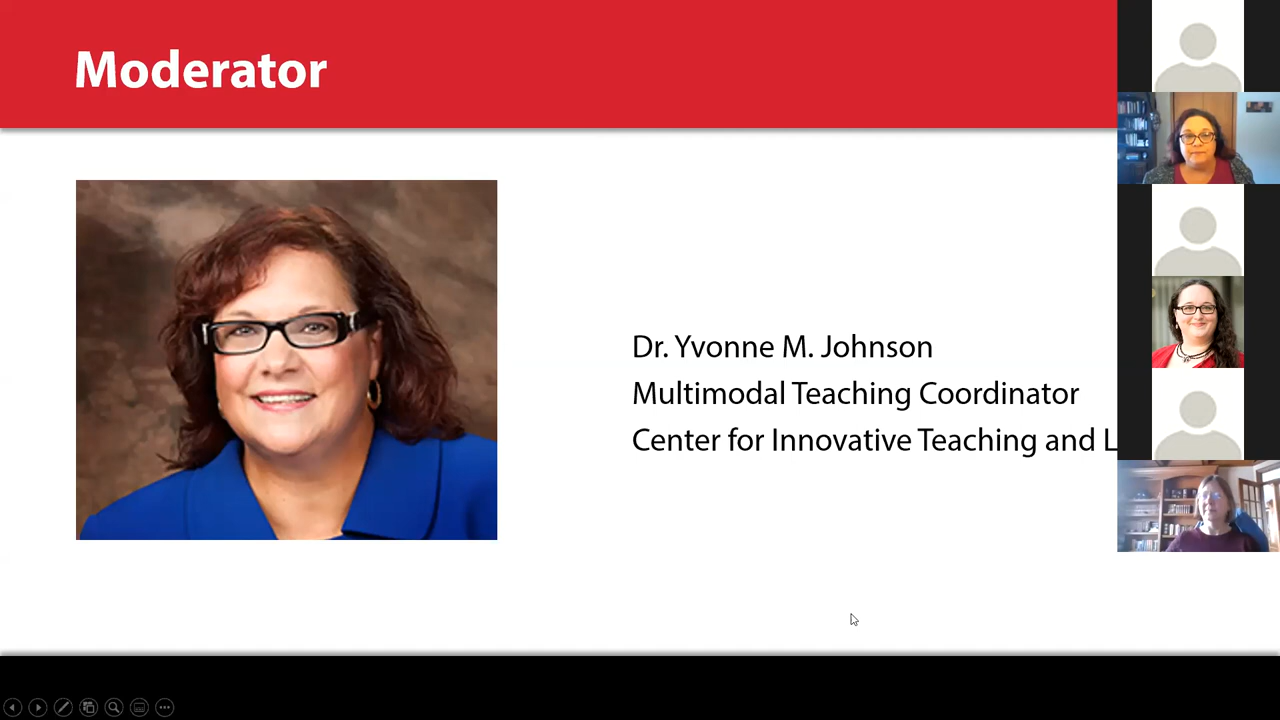 Moderator
Dr. Yvonne M. Johnson
Multimodal Teaching Coordinator
Center for Innovative Teaching and L